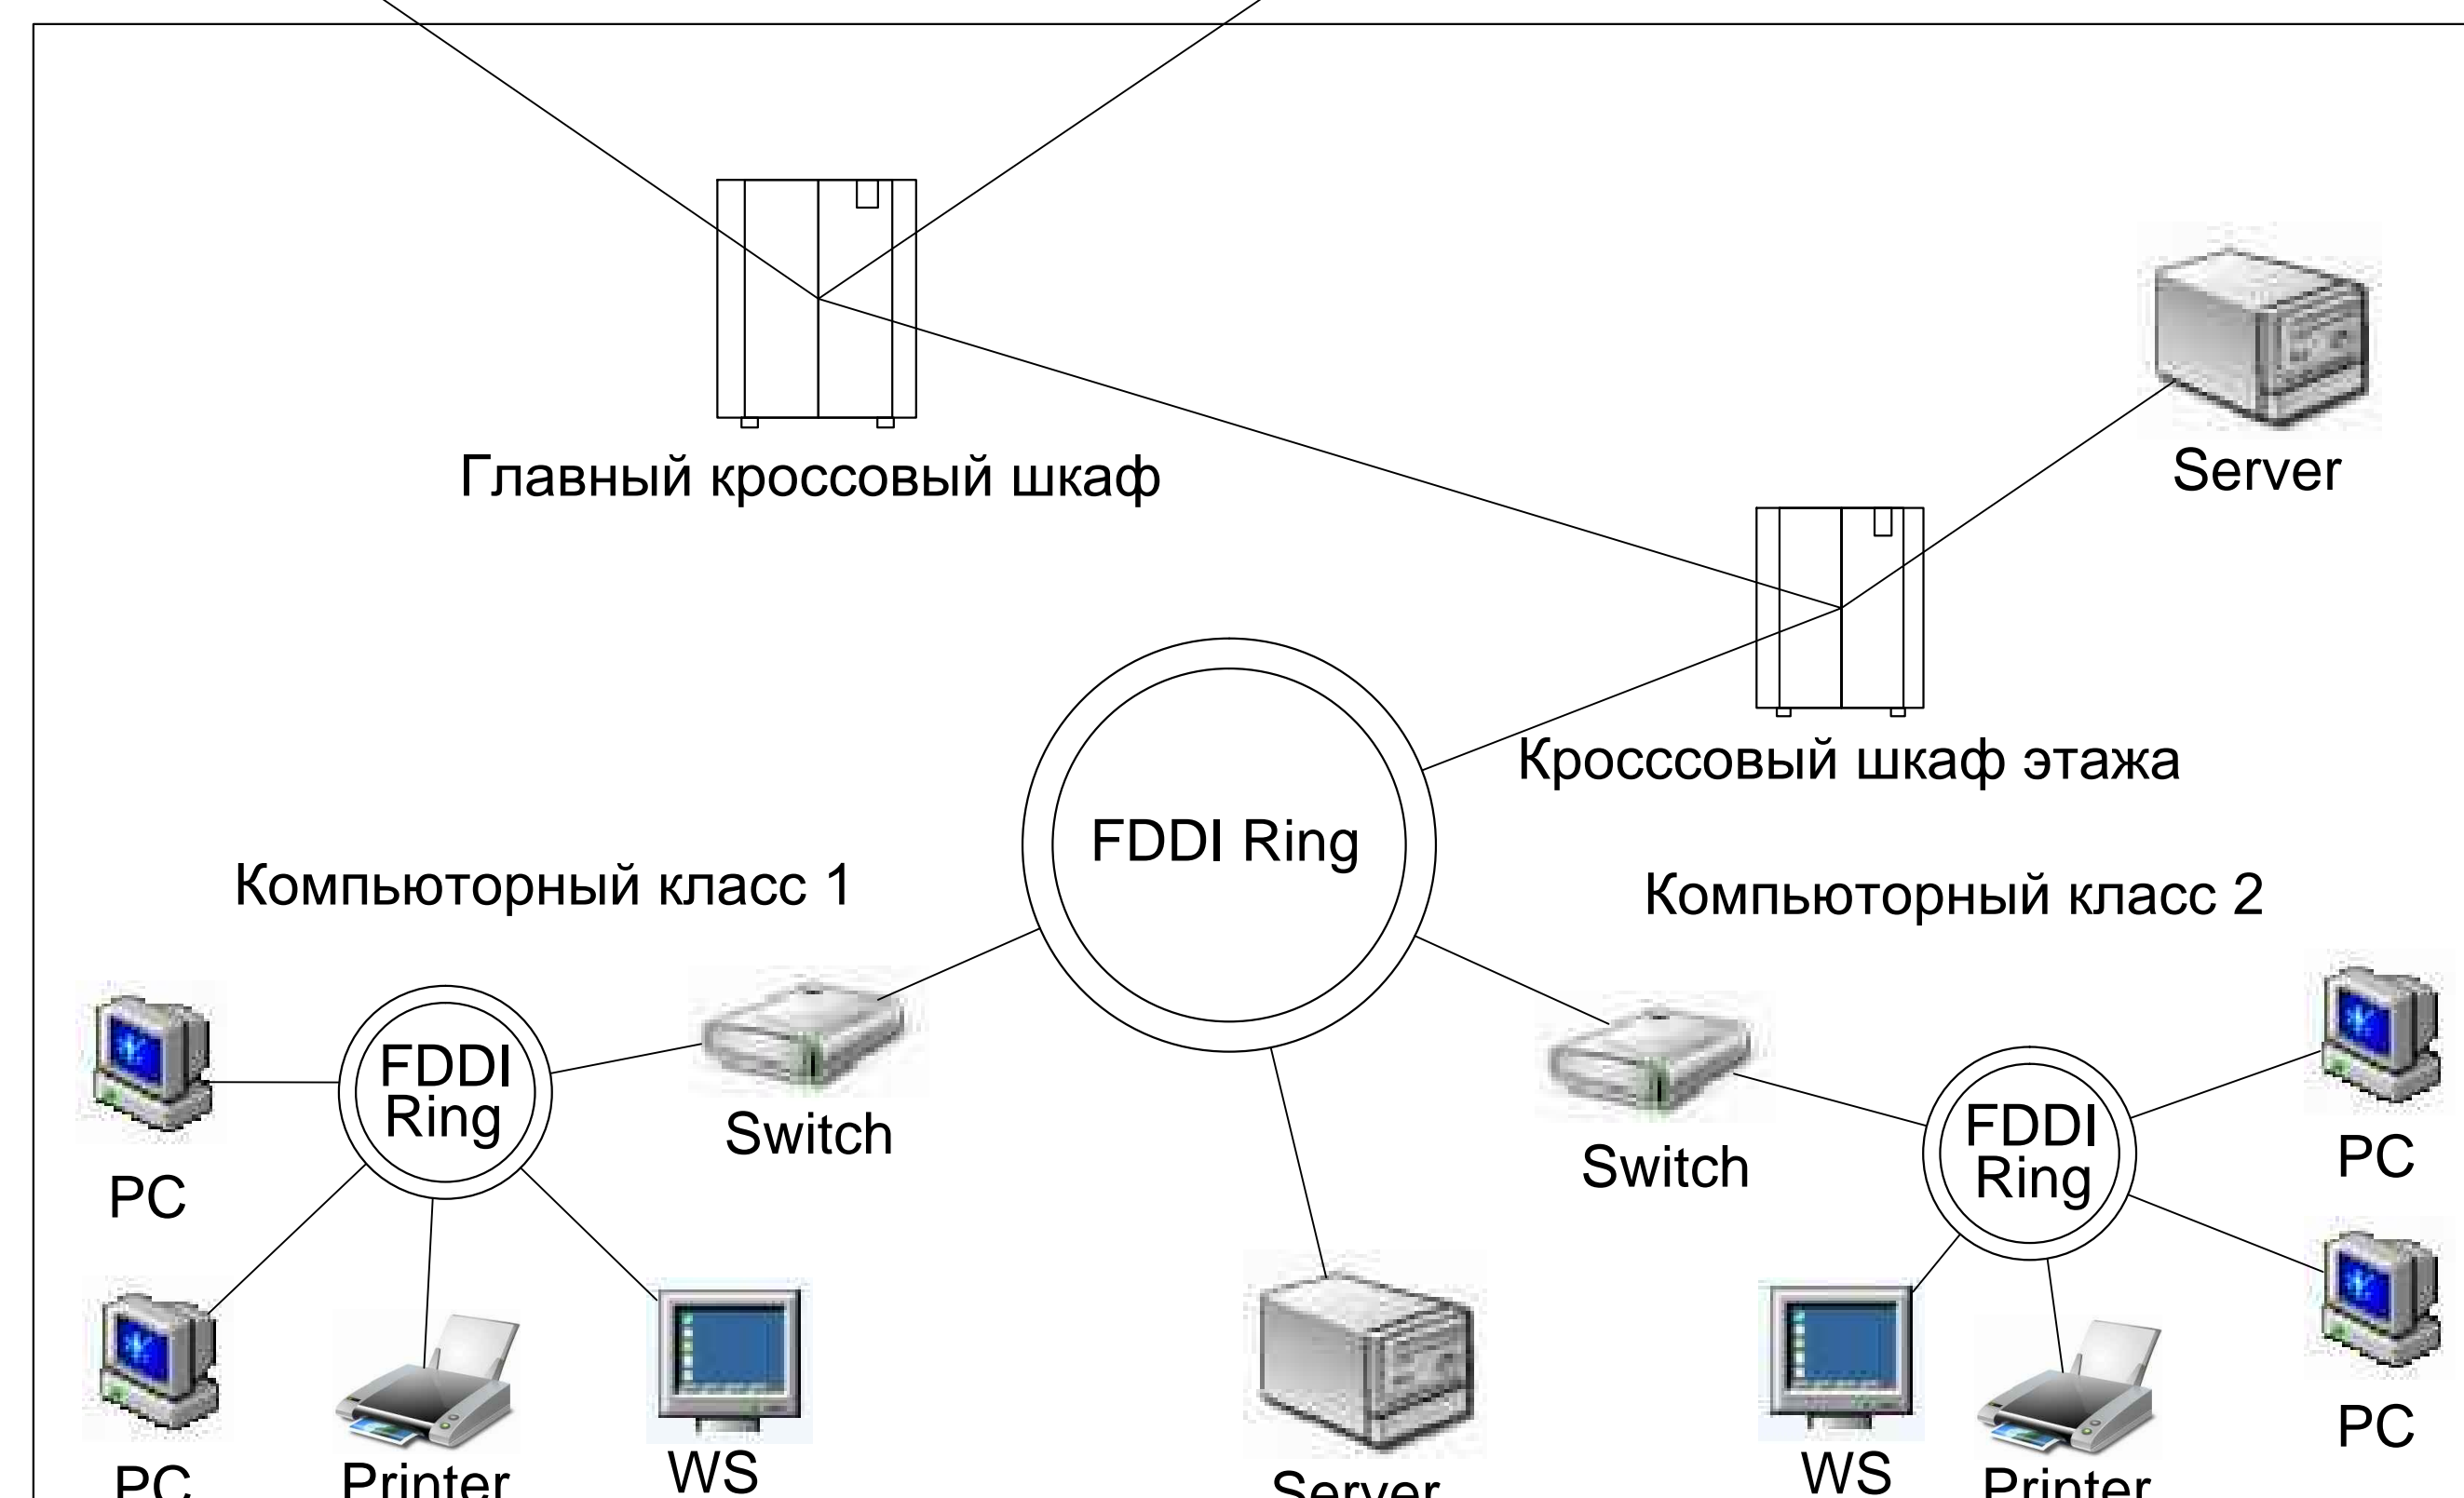 Главный кроссовый шкаф
Server
Кросссовый шкаф этажа
FDDI Ring
Компьюторный класс 1
Компьюторный класс 2
FDDI
Ring
Switch
PC
FDDI
Ring
Switch
PC
PC
Printer
WS
Server
WS
Printer
PC